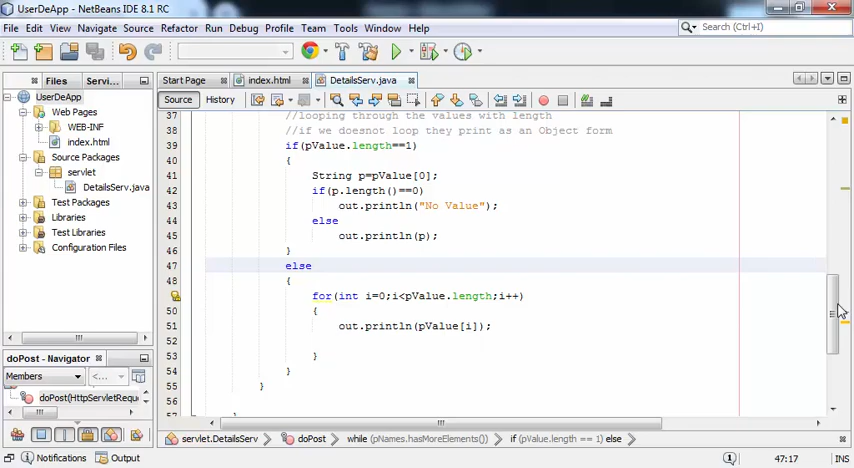 UserDeApp - NetBeans IDE 8.1 RC
File Edit View Navigate Source Refactor Run Debug Profile Team Tools Window Help
Search (Ctrl+I)
Files Servi...
Start Page index.html DetailsServ.java
Source History
UserDeApp
Web Pages
WEB-INF
index.html
Source Packages
servlet
DetailsServ.java
Test Packages
Libraries
Test Libraries
Configuration Files
37 //looping through the values with length
38 //if we doesnot loop they print as an Object form
39 if(pValue.length==1)
40 {
41 String p=pValue[0];
42 if(p.length()==0)
43 out.println("No Value");
44 else
45 out.println(p);
46 }
47 else
48 {
for(int i=0;i<pValue.length;i++)
50 {
51 out.println(pValue[i]);
52
53 }
54 }
55 }
56
57
doPost - Navigator
Members <...>
doPost(HttpServletReque
servlet.DetailsServ doPost while (pNames.hasMoreElements()) if (pValue.length == 1) else
Notifications Output 1 47:17 INS